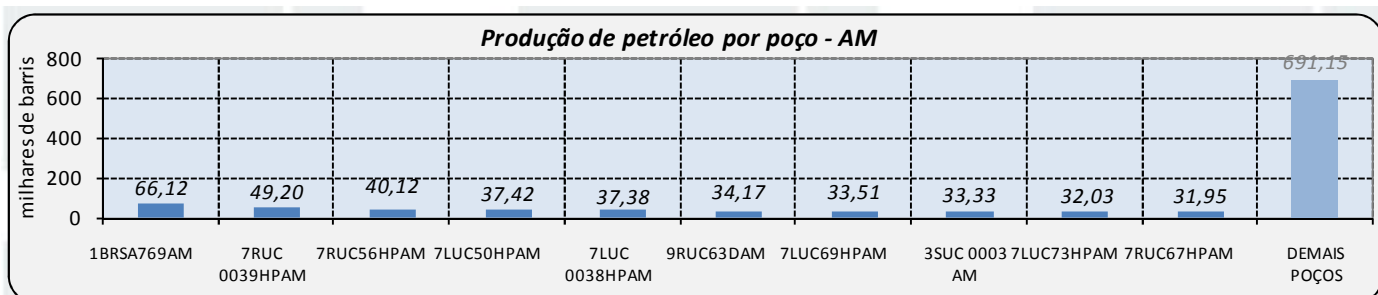 Produção de petróleo por poço - AM
milhares de barris
800
600
400
200
0
66,12 49,20 40,12 37,42 37,38 34,17 33,51 33,33 32,03 31,95 691,15
1BRSA769AM 7RUC 7RUC56HPAM 7LUC50HPAM 7LUC 9RUC63DAM 7LUC69HPAM 3SUC 0003 7LUC73HPAM 7RUC67HPAM DEMAIS
0039HPAM 0038HPAM AM POÇOS